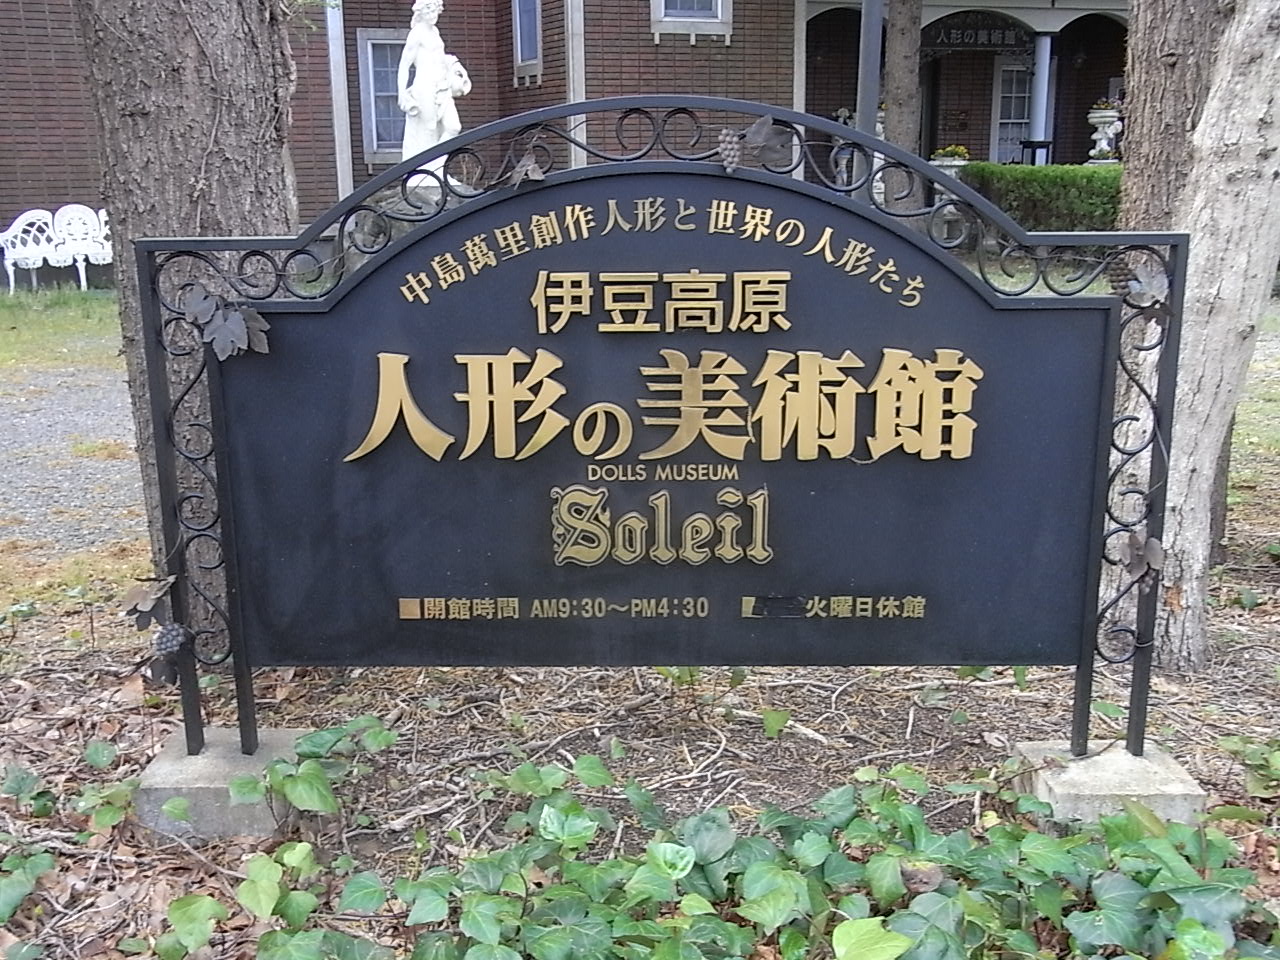 人形の美術館
中島萬里創作人形と世界の人形たち
伊豆高原
人形の美術館
DOLLS MUSEUM
Soleil
■開館時間 AM9:30〜PM4:30 ■ 火曜日休館